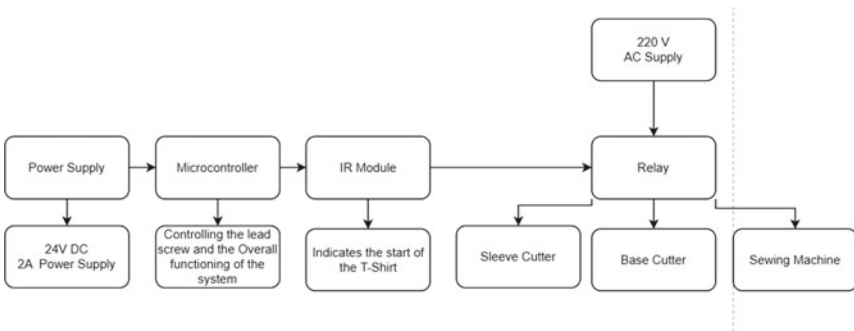 220 V
AC Supply
Power Supply
Microcontroller
IR Module
Relay
24V DC
2A Power Supply
Controlling the lead
screw and the Overall
functioning of the
system
Indicates the start of
the T-Shirt
Sleeve Cutter
Base Cutter
Sewing Machine